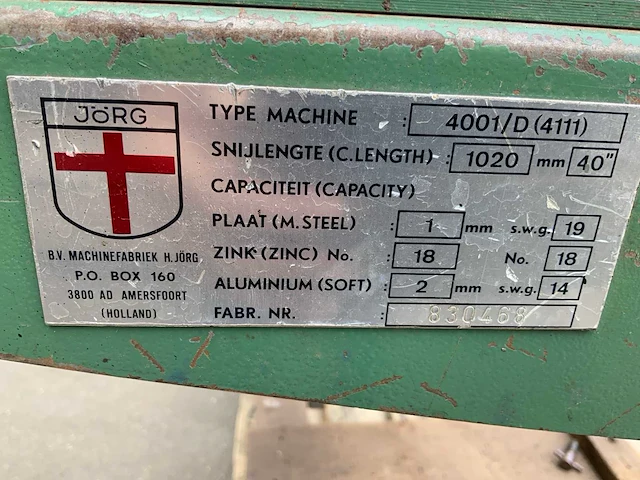 JÖRG
B.V. MACHINEFABRIEK H.JÖRG
P.O. BOX 160
3800 AD AMERSFOORT
(HOLLAND)
TYPE MACHINE : 4001/D (4111)
SNIJLENGTE (C.LENGTH) : 1020 mm 40"
CAPACITEIT (CAPACITY)
PLAAT (M. STEEL) : 1 mm s.w.g. 19
ZINK (ZINC) No. : 18 No. 18
ALUMINIUM (SOFT) : 2 mm s.w.g. 14
FABR. NR. : 830468